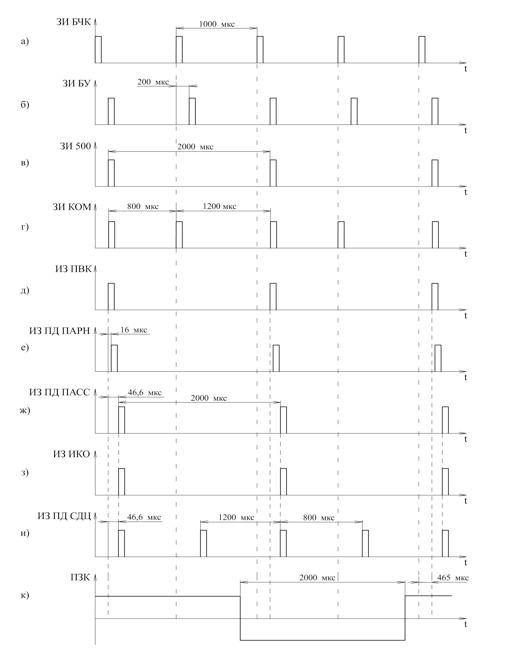 ЗИ БЧК
1000 мкс
а)
t
ЗИ БУ
200 мкс
б)
t
ЗИ 500
2000 мкс
в)
t
ЗИ КОМ
800 мкс
1200 мкс
г)
t
ИЗ ПВК
д)
t
ИЗ ПД ПАРН
16 мкс
е)
t
ИЗ ПД ПАСС
46,6 мкс
2000 мкс
ж)
t
ИЗ ИКО
з)
t
ИЗ ПД СДЦ
46,6 мкс
1200 мкс
800 мкс
и)
t
ПЗК
2000 мкс
465 мкс
к)
t